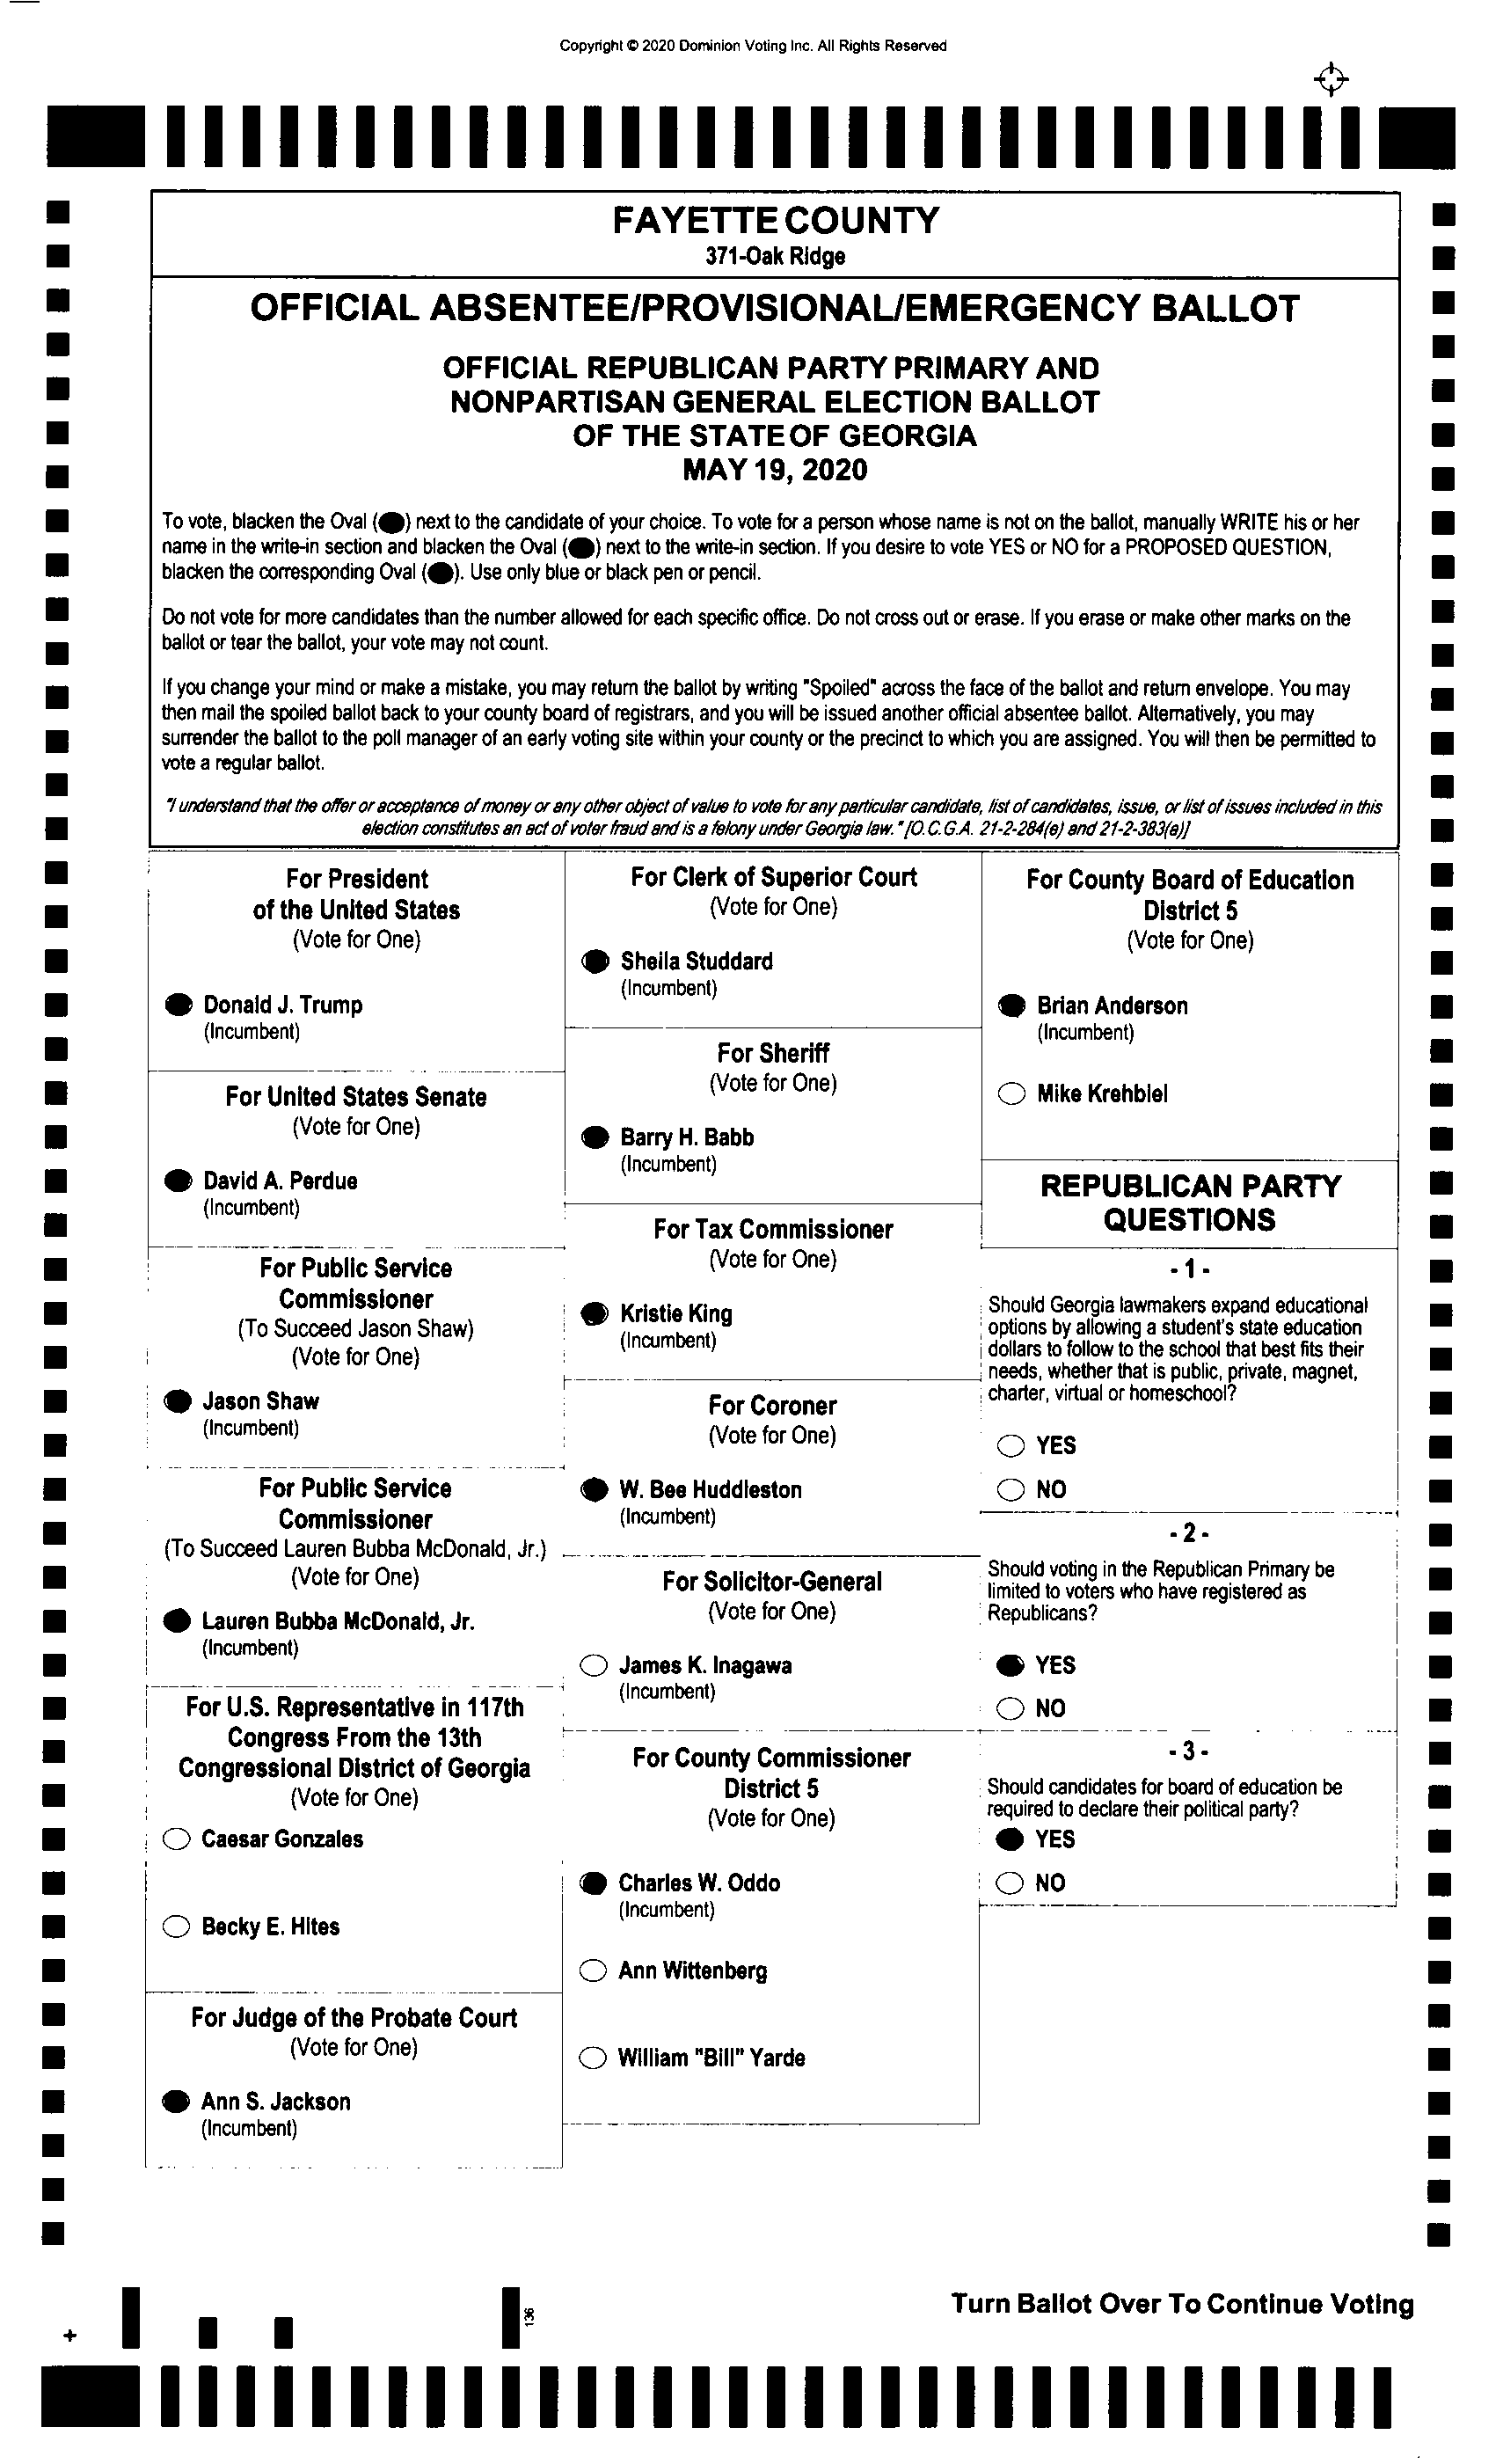 Copyright © 2020 Dominion Voting Inc. All Rights Reserved
FAYETTE COUNTY
371-Oak Ridge
OFFICIAL ABSENTEE/PROVISIONAL/EMERGENCY BALLOT
OFFICIAL REPUBLICAN PARTY PRIMARY AND
NONPARTISAN GENERAL ELECTION BALLOT
OF THE STATE OF GEORGIA
MAY 19, 2020
To vote, blacken the Oval (●) next to the candidate of your choice. To vote for a person whose name is not on the ballot, manually WRITE his or her
name in the write-in section and blacken the Oval (●) next to the write-in section. If you desire to vote YES or NO for a PROPOSED QUESTION,
blacken the corresponding Oval (●). Use only blue or black pen or pencil.
Do not vote for more candidates than the number allowed for each specific office. Do not cross out or erase. If you erase or make other marks on the
ballot or tear the ballot, your vote may not count.
If you change your mind or make a mistake, you may return the ballot by writing "Spoiled" across the face of the ballot and return envelope. You may
then mail the spoiled ballot back to your county board of registrars, and you will be issued another official absentee ballot. Alternatively, you may
surrender the ballot to the poll manager of an early voting site within your county or the precinct to which you are assigned. You will then be permitted to
vote a regular ballot.
"I understand that the offer or acceptance of money or any other object of value to vote for any particular candidate, list of candidates, issue, or list of issues included in this
election constitutes an act of voter fraud and is a felony under Georgia law." [O.C.G.A. 21-2-284(e) and 21-2-383(a)]
For President
of the United States
(Vote for One)
Donald J. Trump
(Incumbent)
For United States Senate
(Vote for One)
David A. Perdue
(Incumbent)
For Public Service
Commissioner
(To Succeed Jason Shaw)
(Vote for One)
Jason Shaw
(Incumbent)
For Public Service
Commissioner
(To Succeed Lauren Bubba McDonald, Jr.)
(Vote for One)
Lauren Bubba McDonald, Jr.
(Incumbent)
For U.S. Representative in 117th
Congress From the 13th
Congressional District of Georgia
(Vote for One)
Caesar Gonzales
Becky E. Hites
For Judge of the Probate Court
(Vote for One)
Ann S. Jackson
(Incumbent)
For Clerk of Superior Court
(Vote for One)
Sheila Studdard
(Incumbent)
For Sheriff
(Vote for One)
Barry H. Babb
(Incumbent)
For Tax Commissioner
(Vote for One)
Kristie King
(Incumbent)
For Coroner
(Vote for One)
W. Bee Huddleston
(Incumbent)
For Solicitor-General
(Vote for One)
James K. Inagawa
(Incumbent)
For County Commissioner
District 5
(Vote for One)
Charles W. Oddo
(Incumbent)
Ann Wittenberg
William "Bill" Yarde
For County Board of Education
District 5
(Vote for One)
Brian Anderson
(Incumbent)
Mike Krehbiel
REPUBLICAN PARTY
QUESTIONS
- 1 -
Should Georgia lawmakers expand educational
options by allowing a student's state education
dollars to follow to the school that best fits their
needs, whether that is public, private, magnet,
charter, virtual or homeschool?
YES
NO
- 2 -
Should voting in the Republican Primary be
limited to voters who have registered as
Republicans?
YES
NO
- 3 -
Should candidates for board of education be
required to declare their political party?
YES
NO
136
Turn Ballot Over To Continue Voting